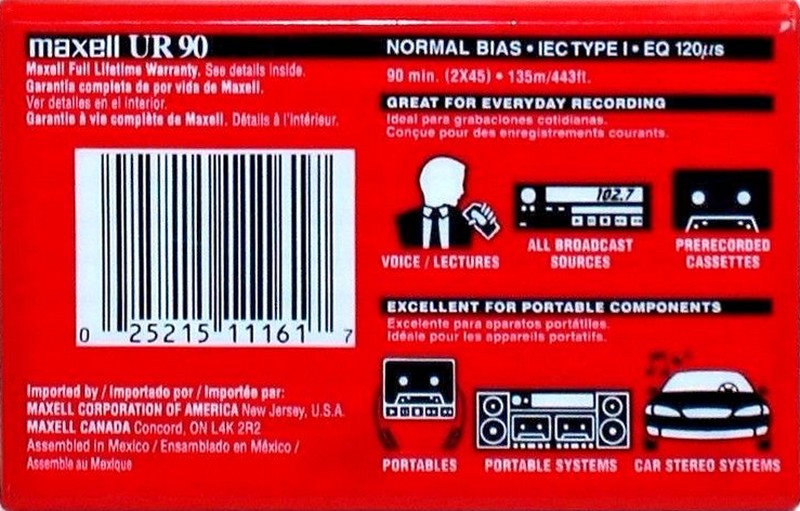 maxell UR 90
Maxell Full Lifetime Warranty. See details inside.
Garantía completa de por vida de Maxell.
Ver detalles en el interior.
Garantie à vie complète de Maxell. Détails à l'intérieur.
0 25215 11161 7
Imported by / Importado por / Importée par:
MAXELL CORPORATION OF AMERICA New Jersey, U.S.A.
MAXELL CANADA Concord, ON L4K 2R2
Assembled in Mexico / Ensamblado en México /
Assemble au Mexique
NORMAL BIAS • IEC TYPE I • EQ 120µs
90 min. (2X45) • 135m/443ft.
GREAT FOR EVERYDAY RECORDING
Ideal para grabaciones cotidianas.
Conçue pour des enregistrements courants.
102.7
VOICE / LECTURES
ALL BROADCAST
SOURCES
PRERECORDED
CASSETTES
EXCELLENT FOR PORTABLE COMPONENTS
Excelente para aparatos portátiles.
Idéale pour les appareils portatifs.
PORTABLES
PORTABLE SYSTEMS
CAR STEREO SYSTEMS